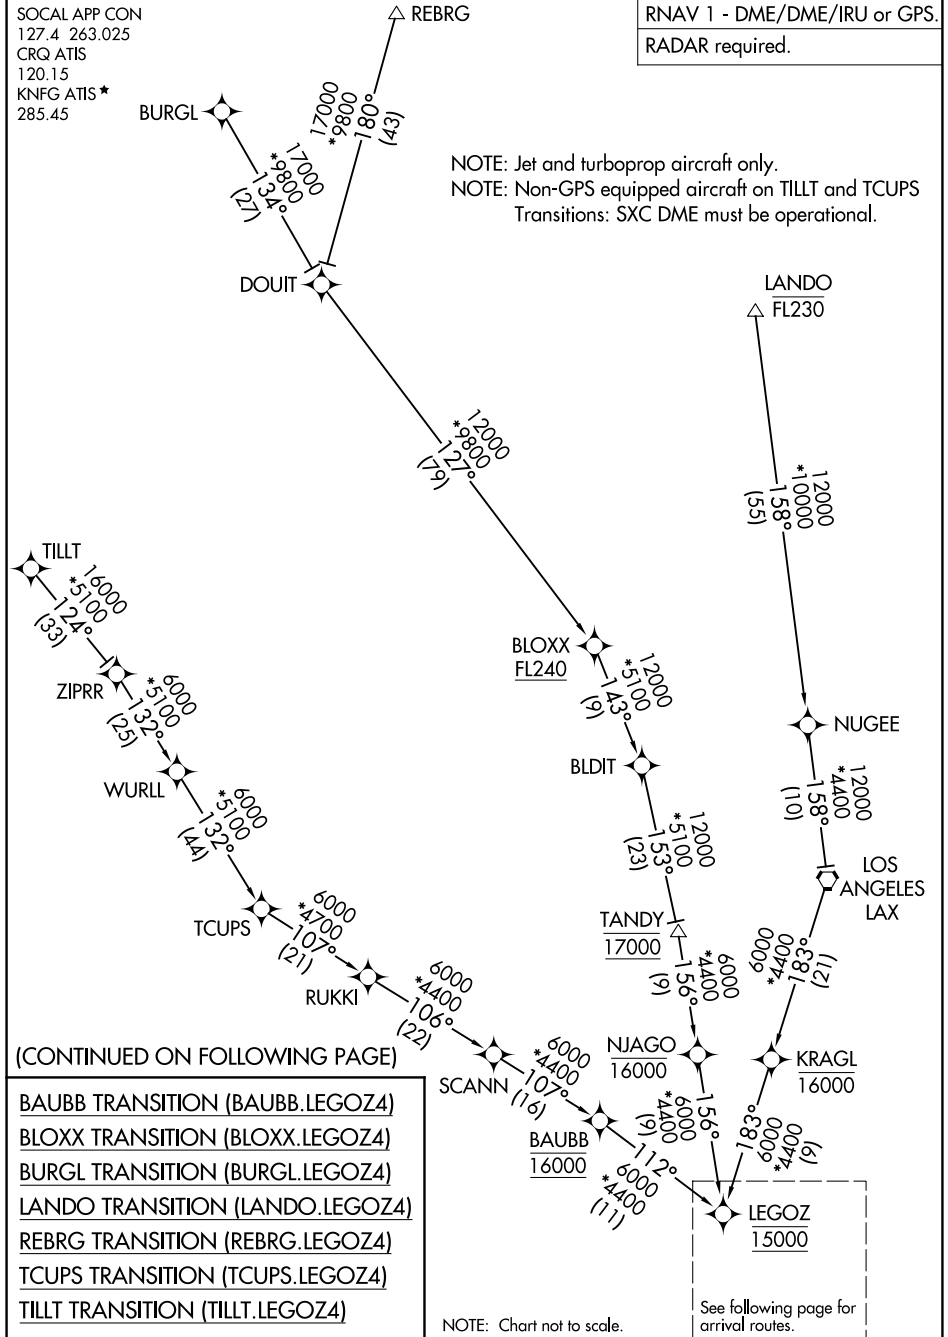 SOCAL APP CON
127.4 263.025
CRQ ATIS
120.15
KNFG ATIS ★
285.45
REBRG
RNAV 1 - DME/DME/IRU or GPS.
RADAR required.
BURGL
17000
*9800
134°
(27)
17000
*9800
180°
(43)
NOTE: Jet and turboprop aircraft only.
NOTE: Non-GPS equipped aircraft on TILLT and TCUPS
Transitions: SXC DME must be operational.
DOUIT
LANDO
FL230
12000
*9800
127°
(79)
12000
*10000
158°
(55)
TILLT
16000
*5100
124°
(33)
BLOXX
FL240
12000
*5100
143°
(9)
ZIPRR
6000
*5100
132°
(25)
NUGEE
WURLL
BLDIT
12000
*4400
158°
(10)
6000
*5100
132°
(44)
12000
*5100
153°
(23)
LOS
ANGELES
LAX
TCUPS
TANDY
17000
6000
*4700
107°
(21)
6000
*4400
156°
(9)
6000
*4400
183°
(21)
RUKKI
6000
*4400
106°
(22)
NJAGO
16000
KRAGL
16000
(CONTINUED ON FOLLOWING PAGE)
SCANN
6000
*4400
107°
(16)
BAUBB
16000
6000
*4400
156°
(9)
183°
6000
*4400
(9)
112°
6000
*4400
(11)
LEGOZ
15000
BAUBB TRANSITION (BAUBB.LEGOZ4)
BLOXX TRANSITION (BLOXX.LEGOZ4)
BURGL TRANSITION (BURGL.LEGOZ4)
LANDO TRANSITION (LANDO.LEGOZ4)
REBRG TRANSITION (REBRG.LEGOZ4)
TCUPS TRANSITION (TCUPS.LEGOZ4)
TILLT TRANSITION (TILLT.LEGOZ4)
NOTE: Chart not to scale.
See following page for
arrival routes.